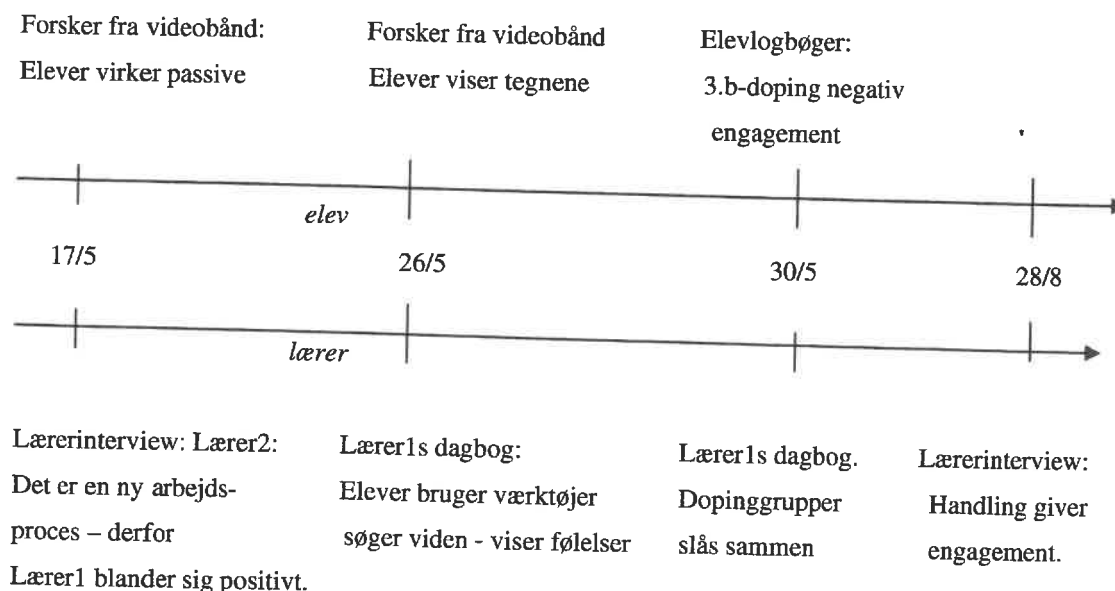 Forsker fra videobånd:
Elever virker passive
Forsker fra videobånd
Elever viser tegnene
Elevlogbøger:
3.b-doping negativ
engagement
elev
17/5
26/5
30/5
28/8
lærer
Lærerinterview: Lærer2:
Det er en ny arbejds-
proces – derfor
Lærer1 blander sig positivt.
Lærer1s dagbog:
Elever bruger værktøjer
søger viden - viser følelser
Lærer1s dagbog.
Dopinggrupper
slås sammen
Lærerinterview:
Handling giver
engagement.